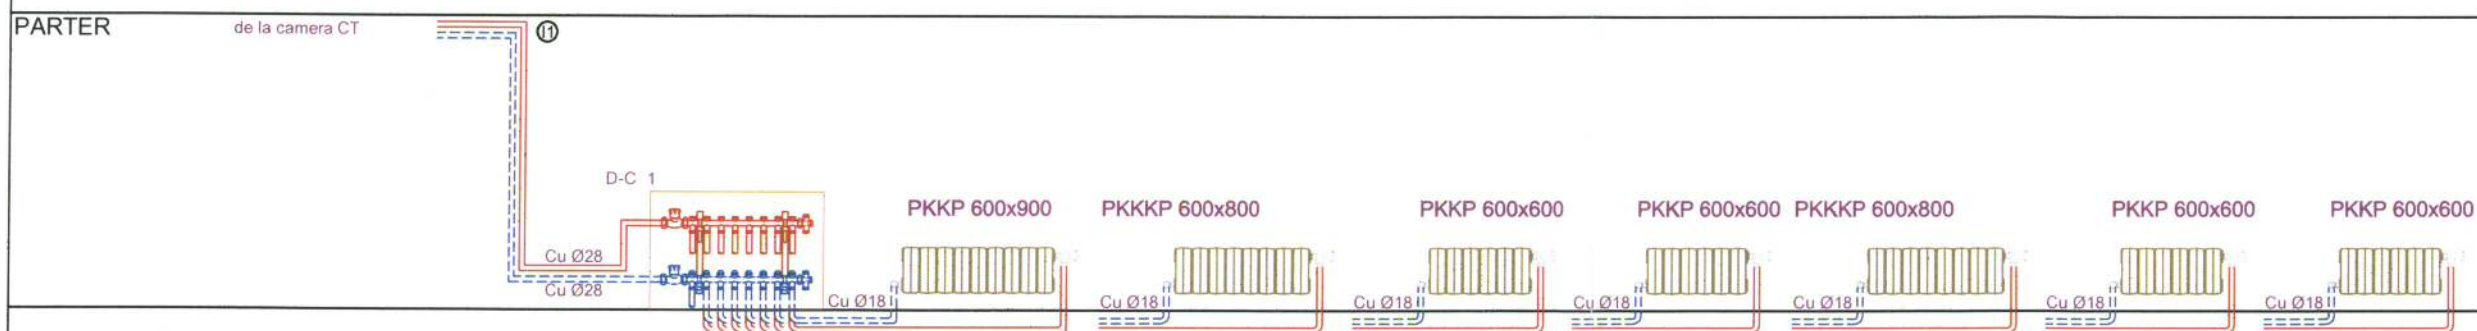 PARTER
de la camera CT
I1
D-C 1
Cu Ø28
Cu Ø28
PKKP 600x900
PKKKP 600x800
PKKP 600x600
PKKP 600x600
PKKKP 600x800
PKKP 600x600
PKKP 600x600
Cu Ø18
Cu Ø18
Cu Ø18
Cu Ø18
Cu Ø18
Cu Ø18
Cu Ø18